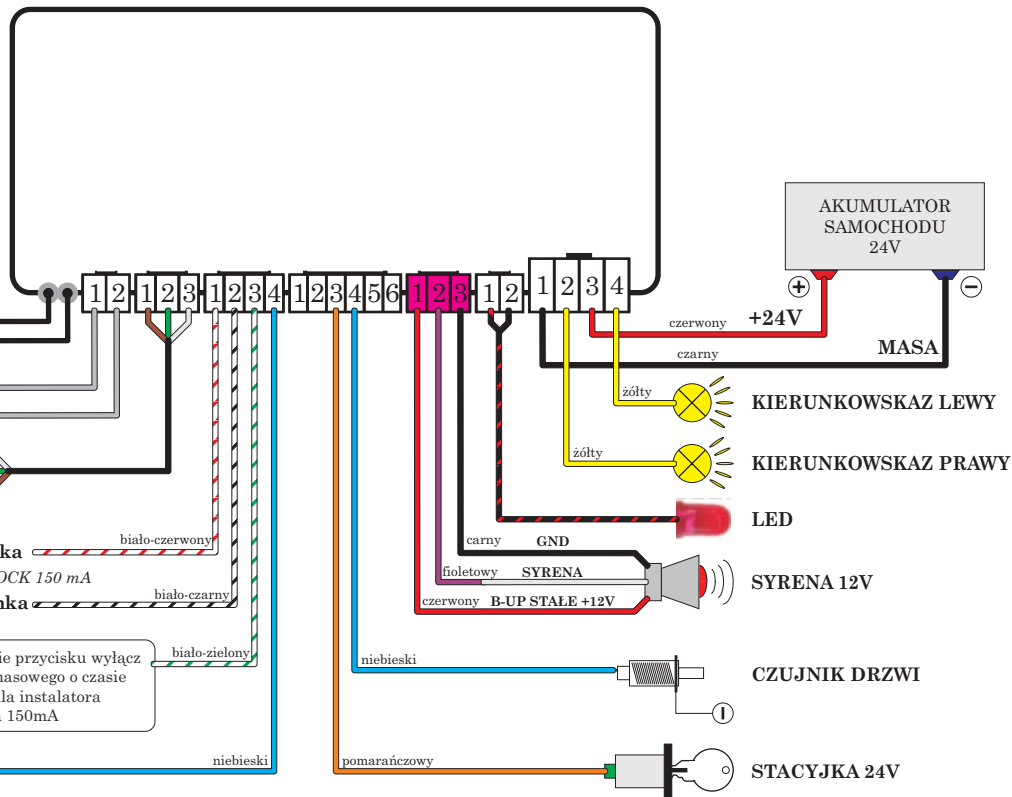 AKUMULATOR
SAMOCHODU
24V
1 2
1 2 3
1 2 3 4
1 2 3 4 5 6
1 2 3
1 2
1 2 3 4
+
−
czerwony +24V
czarny MASA
żółty KIERUNKOWSKAZ LEWY
żółty KIERUNKOWSKAZ PRAWY
LED
carny GND
fioletowy SYRENA
czerwony B-UP STAŁE +12V
SYRENA 12V
ka biało-czerwony
OCK 150 mA
nka biało-czarny
biało-zielony
ie przycisku wyłącz
nasowego o czasie
lla instalatora
150mA
niebieski CZUJNIK DRZWI
niebieski
pomarańczowy STACYJKA 24V